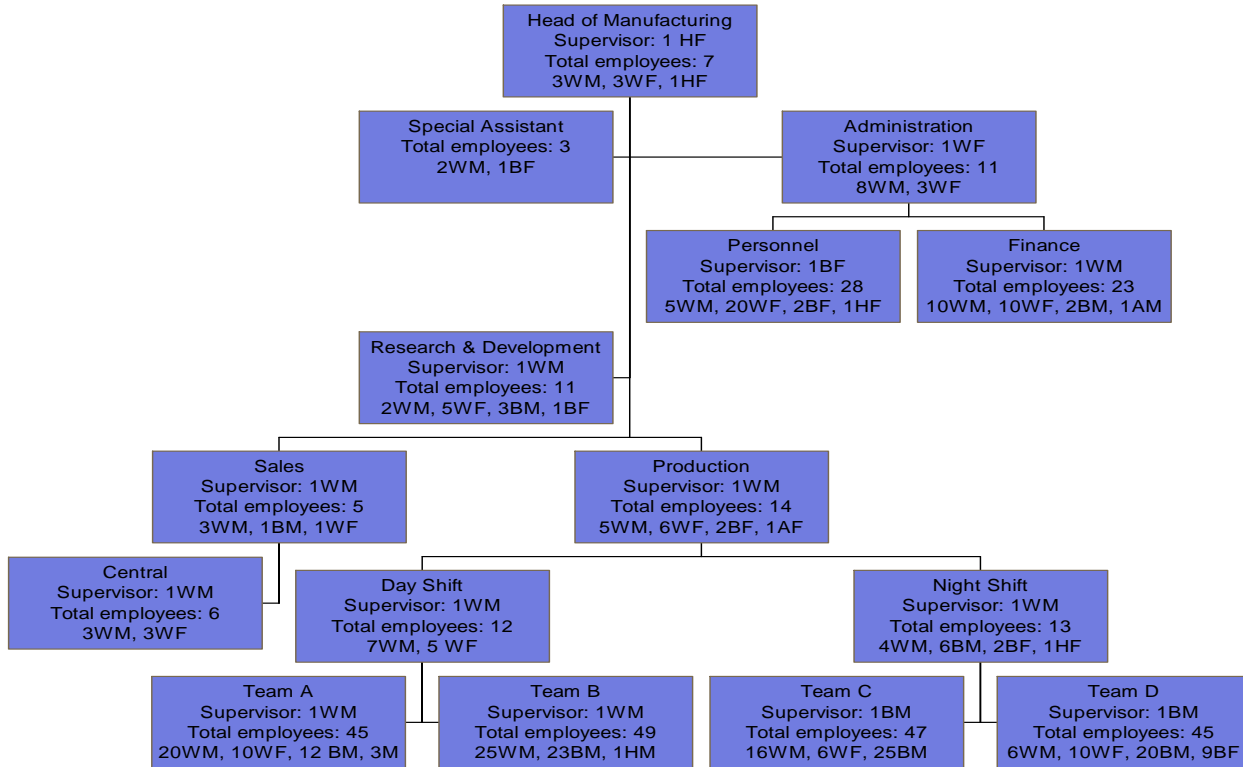 Head of Manufacturing
Supervisor: 1 HF
Total employees: 7
3WM, 3WF, 1HF
Special Assistant
Total employees: 3
2WM, 1BF
Administration
Supervisor: 1WF
Total employees: 11
8WM, 3WF
Personnel
Supervisor: 1BF
Total employees: 28
5WM, 20WF, 2BF, 1HF
Finance
Supervisor: 1WM
Total employees: 23
10WM, 10WF, 2BM, 1AM
Research & Development
Supervisor: 1WM
Total employees: 11
2WM, 5WF, 3BM, 1BF
Sales
Supervisor: 1WM
Total employees: 5
3WM, 1BM, 1WF
Production
Supervisor: 1WM
Total employees: 14
5WM, 6WF, 2BF, 1AF
Central
Supervisor: 1WM
Total employees: 6
3WM, 3WF
Day Shift
Supervisor: 1WM
Total employees: 12
7WM, 5 WF
Night Shift
Supervisor: 1WM
Total employees: 13
4WM, 6BM, 2BF, 1HF
Team A
Supervisor: 1WM
Total employees: 45
20WM, 10WF, 12 BM, 3M
Team B
Supervisor: 1WM
Total employees: 49
25WM, 23BM, 1HM
Team C
Supervisor: 1BM
Total employees: 47
16WM, 6WF, 25BM
Team D
Supervisor: 1BM
Total employees: 45
6WM, 10WF, 20BM, 9BF